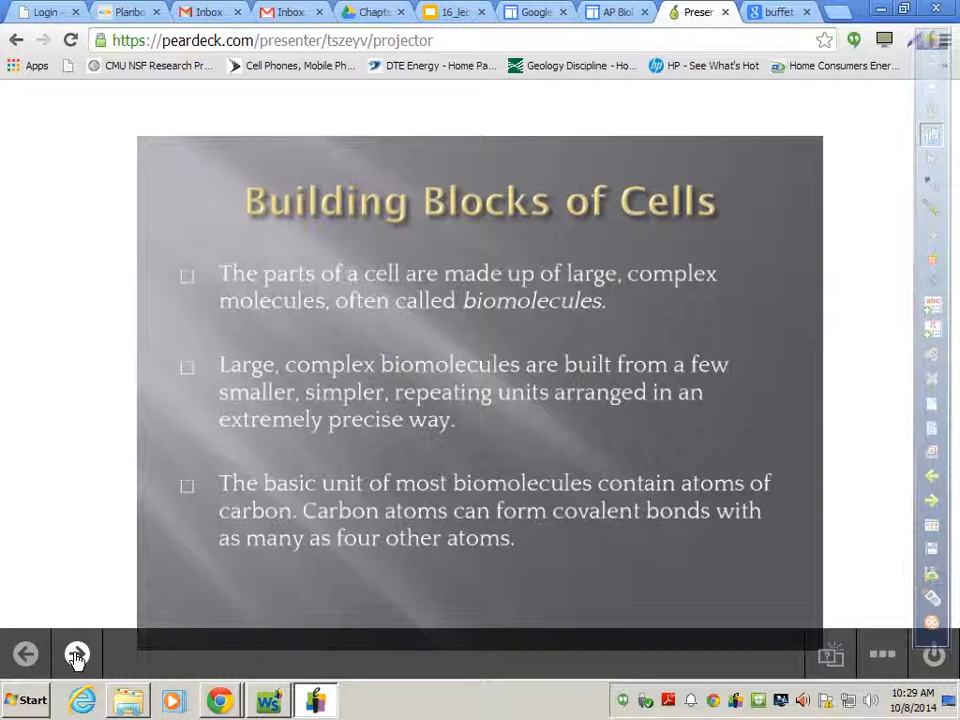 Login -
Planbo
Inbox
Inbox
Chapte
16_lec
Google
AP Biol
Presen
buffet
https://peardeck.com/presenter/tszeyv/projector
Apps
CMU NSF Research Pr...
Cell Phones, Mobile Ph...
DTE Energy - Home Pa...
Geology Discipline - Ho...
HP - See What's Hot
Home Consumers Ener...
Building Blocks of Cells
The parts of a cell are made up of large, complex
molecules, often called biomolecules.
Large, complex biomolecules are built from a few
smaller, simpler, repeating units arranged in an
extremely precise way.
The basic unit of most biomolecules contain atoms of
carbon. Carbon atoms can form covalent bonds with
as many as four other atoms.
Start
10:29 AM
10/8/2014